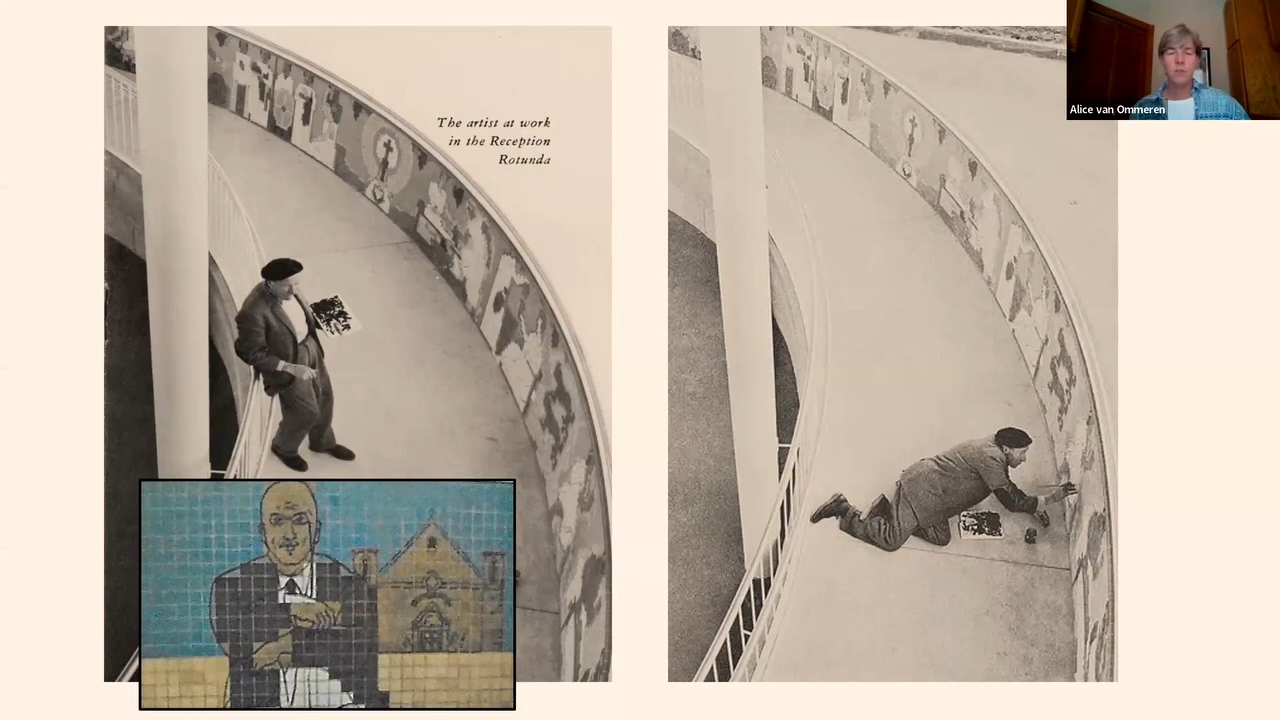 The artist at work
in the Reception
Rotunda
Alice van Ommeren